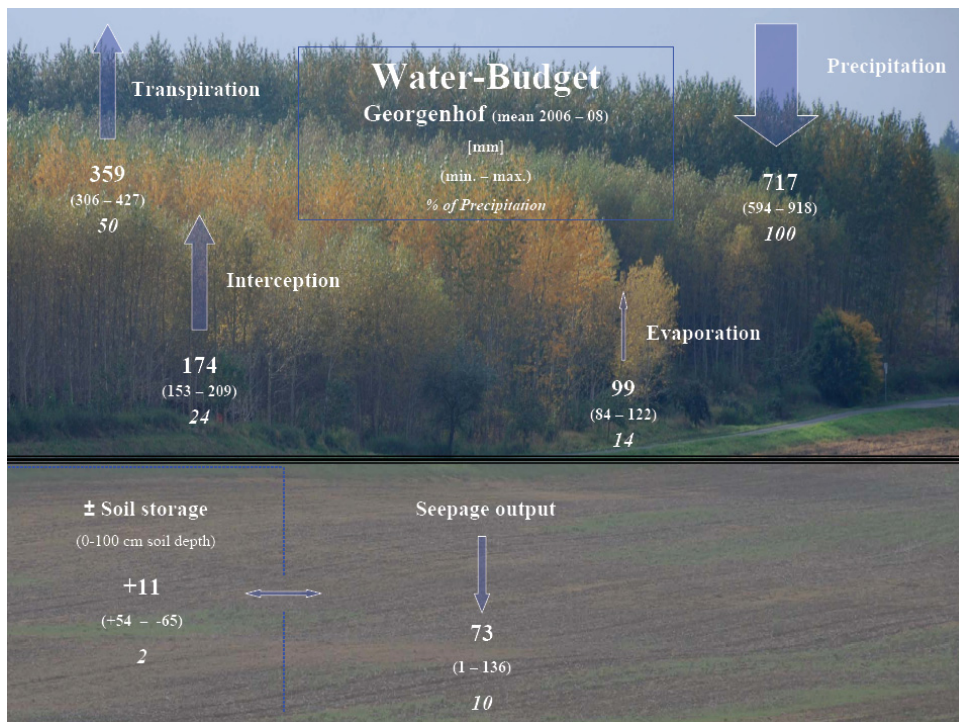 Water-Budget
Georgenhof (mean 2006 – 08)
[mm]
(min. – max.)
% of Precipitation
Transpiration
359
(306 – 427)
50
Precipitation
717
(594 – 918)
100
Interception
174
(153 – 209)
24
Evaporation
99
(84 – 122)
14
± Soil storage
(0-100 cm soil depth)
+11
(+54 – -65)
2
Seepage output
73
(1 – 136)
10